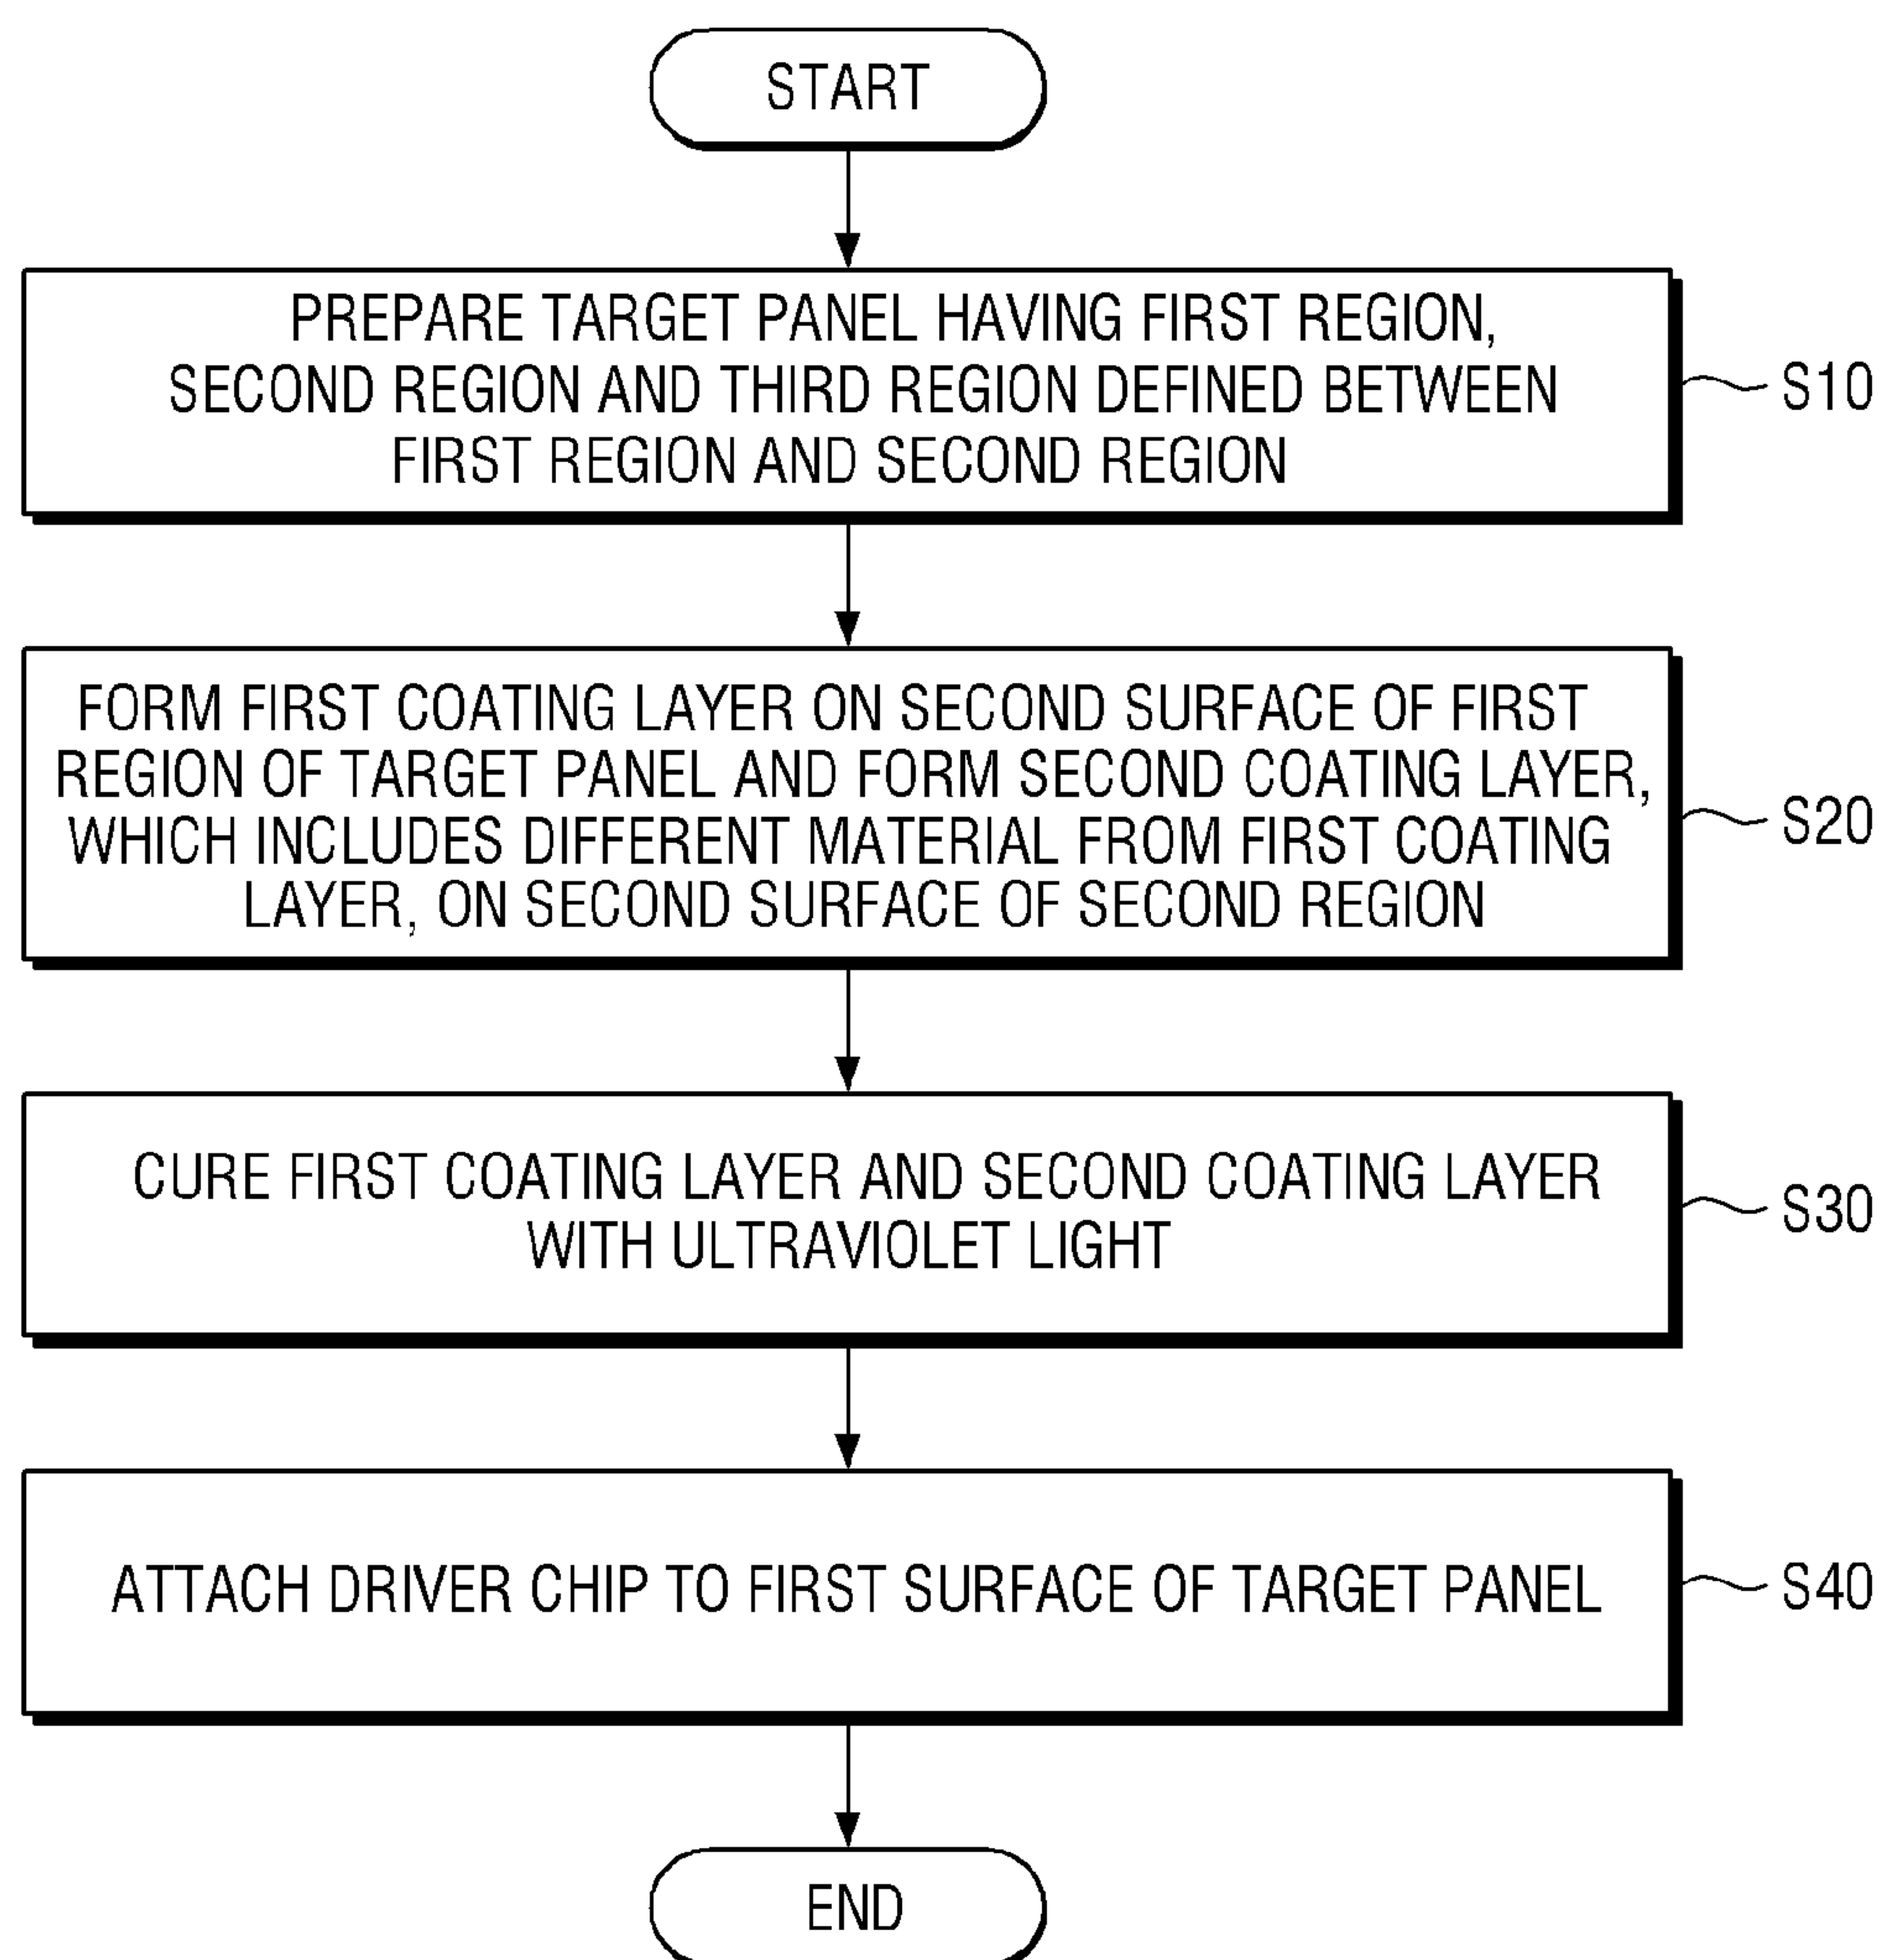 START
PREPARE TARGET PANEL HAVING FIRST REGION,
SECOND REGION AND THIRD REGION DEFINED BETWEEN
FIRST REGION AND SECOND REGION
S10
FORM FIRST COATING LAYER ON SECOND SURFACE OF FIRST
REGION OF TARGET PANEL AND FORM SECOND COATING LAYER,
WHICH INCLUDES DIFFERENT MATERIAL FROM FIRST COATING
LAYER, ON SECOND SURFACE OF SECOND REGION
S20
CURE FIRST COATING LAYER AND SECOND COATING LAYER
WITH ULTRAVIOLET LIGHT
S30
ATTACH DRIVER CHIP TO FIRST SURFACE OF TARGET PANEL
S40
END